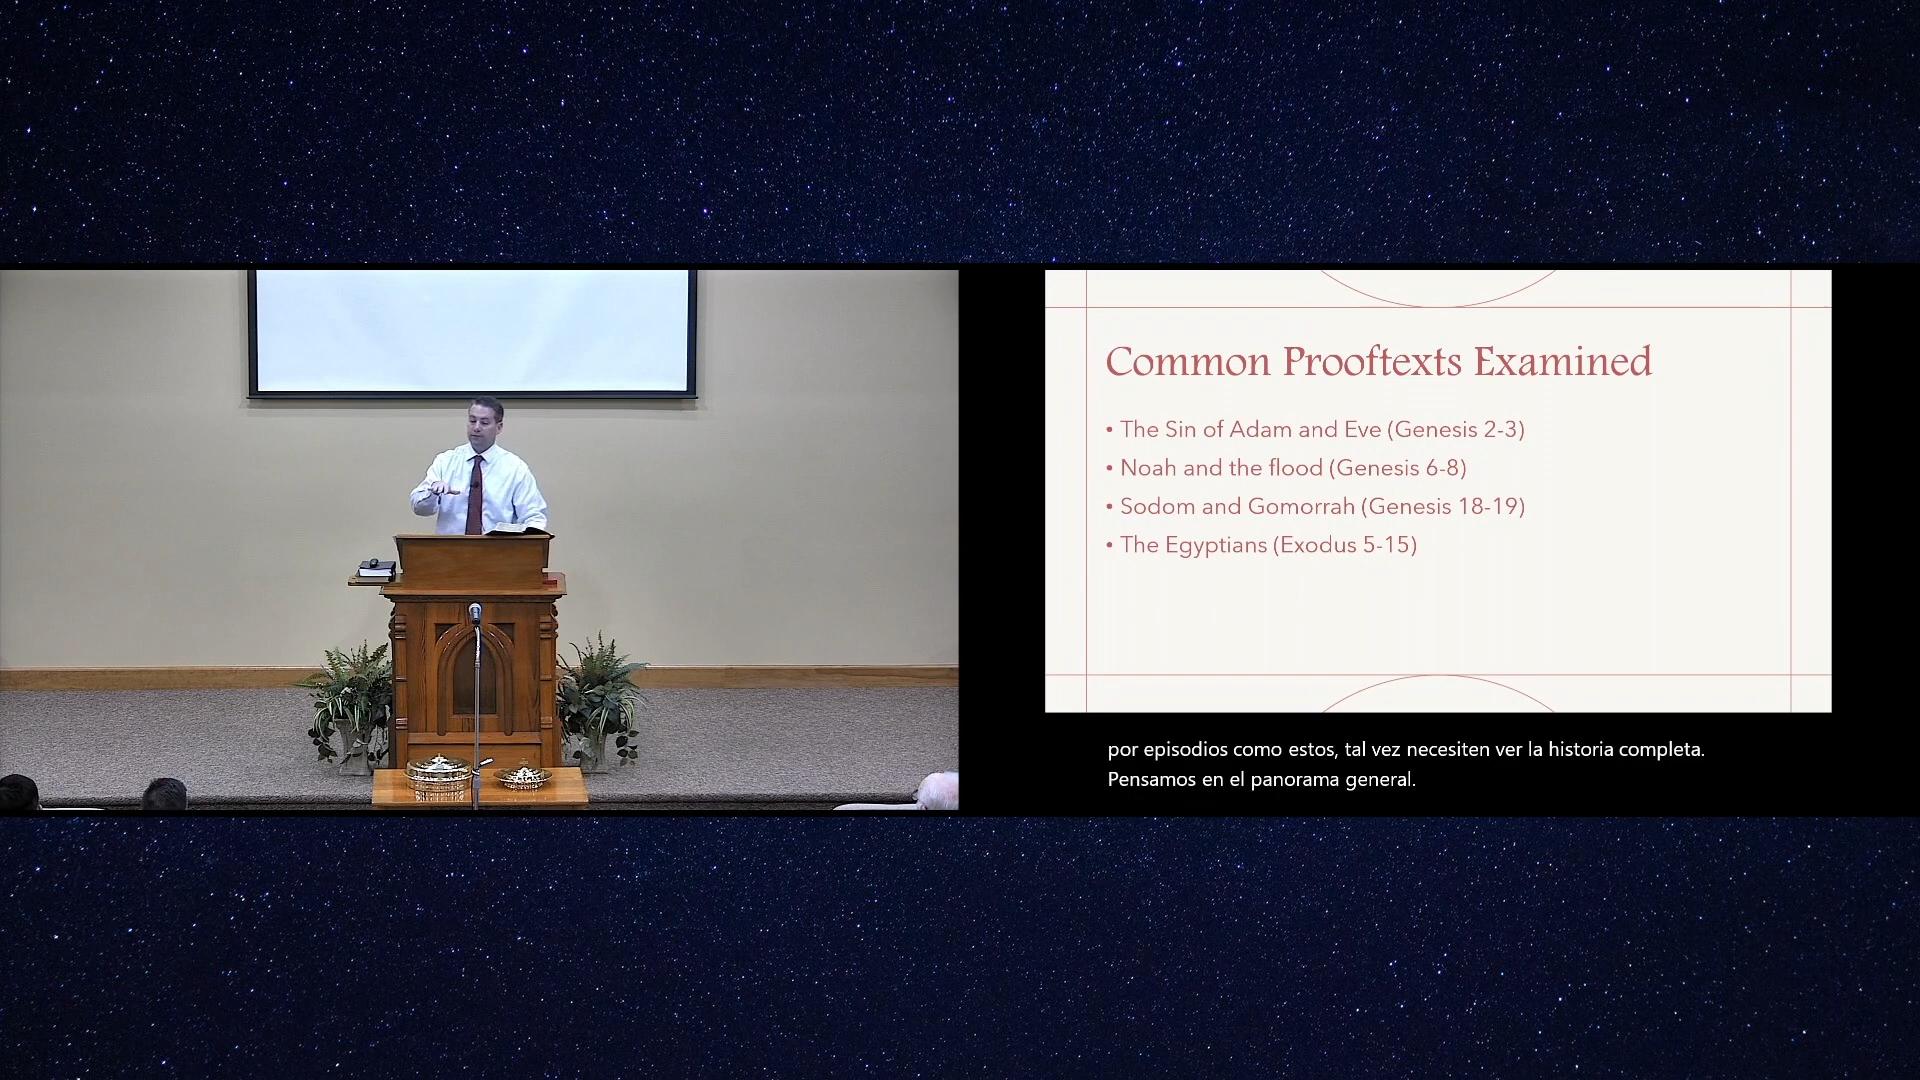 Common Prooftexts Examined
• The Sin of Adam and Eve (Genesis 2-3)
• Noah and the flood (Genesis 6-8)
• Sodom and Gomorrah (Genesis 18-19)
• The Egyptians (Exodus 5-15)
por episodios como estos, tal vez necesiten ver la historia completa.
Pensamos en el panorama general.